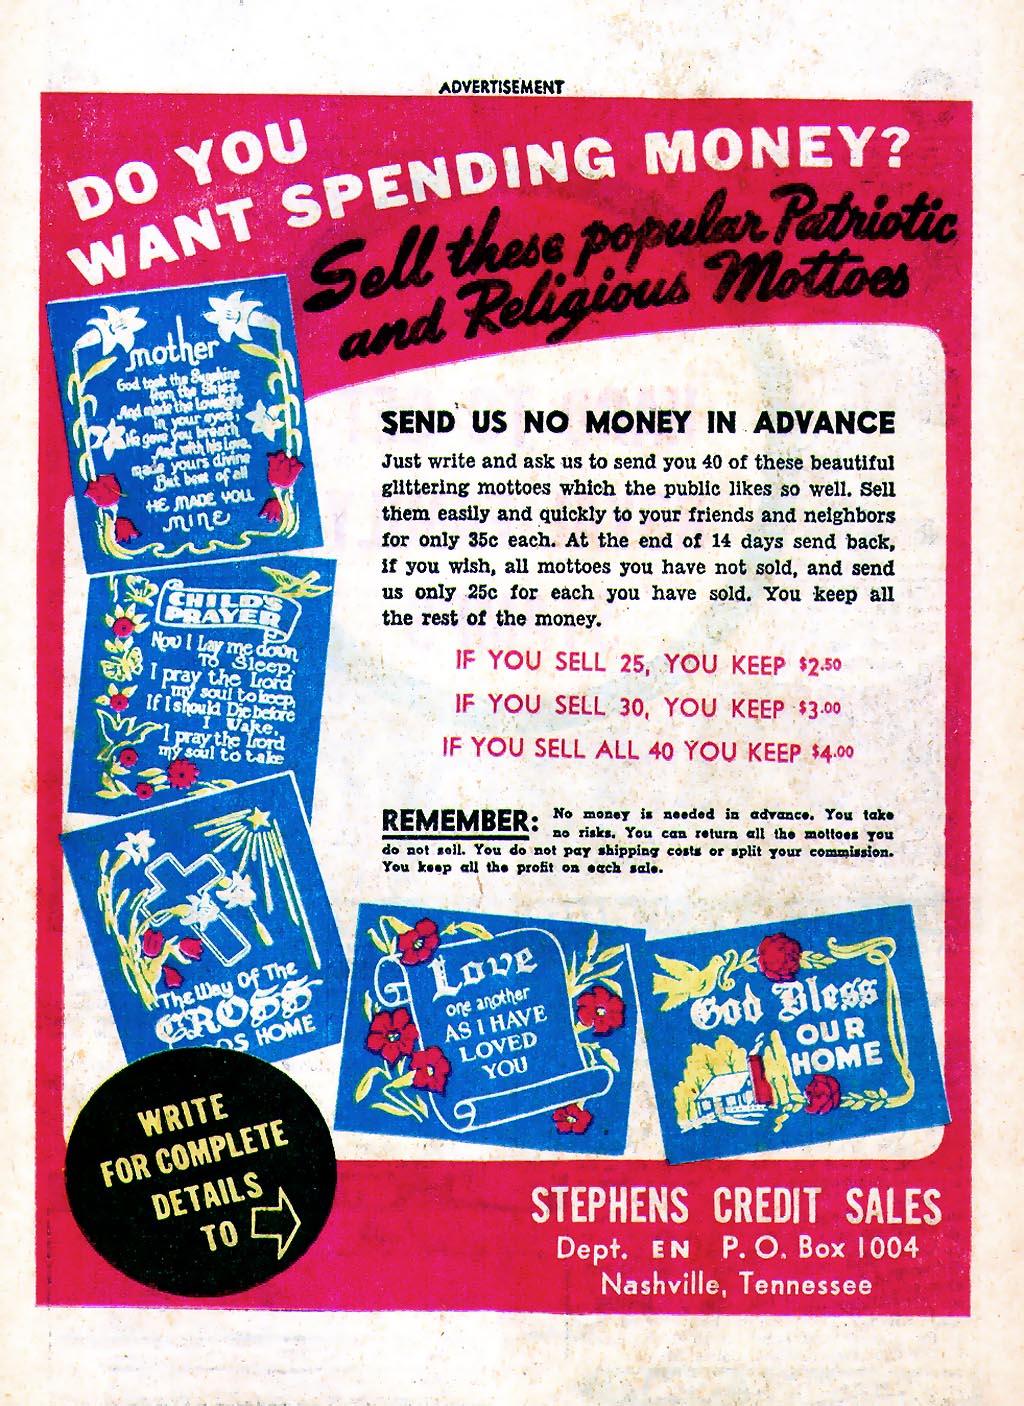 ADVERTISEMENT
DO YOU
WANT SPENDING MONEY?
Sell these popular Patriotic
and Religious Mottoes
mother
God took the Sunshine
from the Skies
And made the Lovelight
in your eyes;
He gave you breath
And with his Love,
made yours divine
But best of all
HE MADE YOU
MINE
CHILD'S
PRAYER
Now I Lay me down
To Sleep,
I pray the Lord
my soul to keep,
If I should Die before
I Wake,
I pray the Lord
my soul to take
The Way Of The
CROSS
HOME
SEND US NO MONEY IN ADVANCE
Just write and ask us to send you 40 of these beautiful
glittering mottoes which the public likes so well. Sell
them easily and quickly to your friends and neighbors
for only 35c each. At the end of 14 days send back,
if you wish, all mottoes you have not sold, and send
us only 25c for each you have sold. You keep all
the rest of the money.
IF YOU SELL 25, YOU KEEP $2.50
IF YOU SELL 30, YOU KEEP $3.00
IF YOU SELL ALL 40 YOU KEEP $4.00
REMEMBER: No money is needed in advance. You take
no risks. You can return all the mottoes you
do not sell. You do not pay shipping costs or split your commission.
You keep all the profit on each sale.
Love
one another
AS I HAVE
LOVED
YOU
God Bless
OUR
HOME
WRITE
FOR COMPLETE
DETAILS
TO
STEPHENS CREDIT SALES
Dept. EN P. O. Box 1004
Nashville, Tennessee